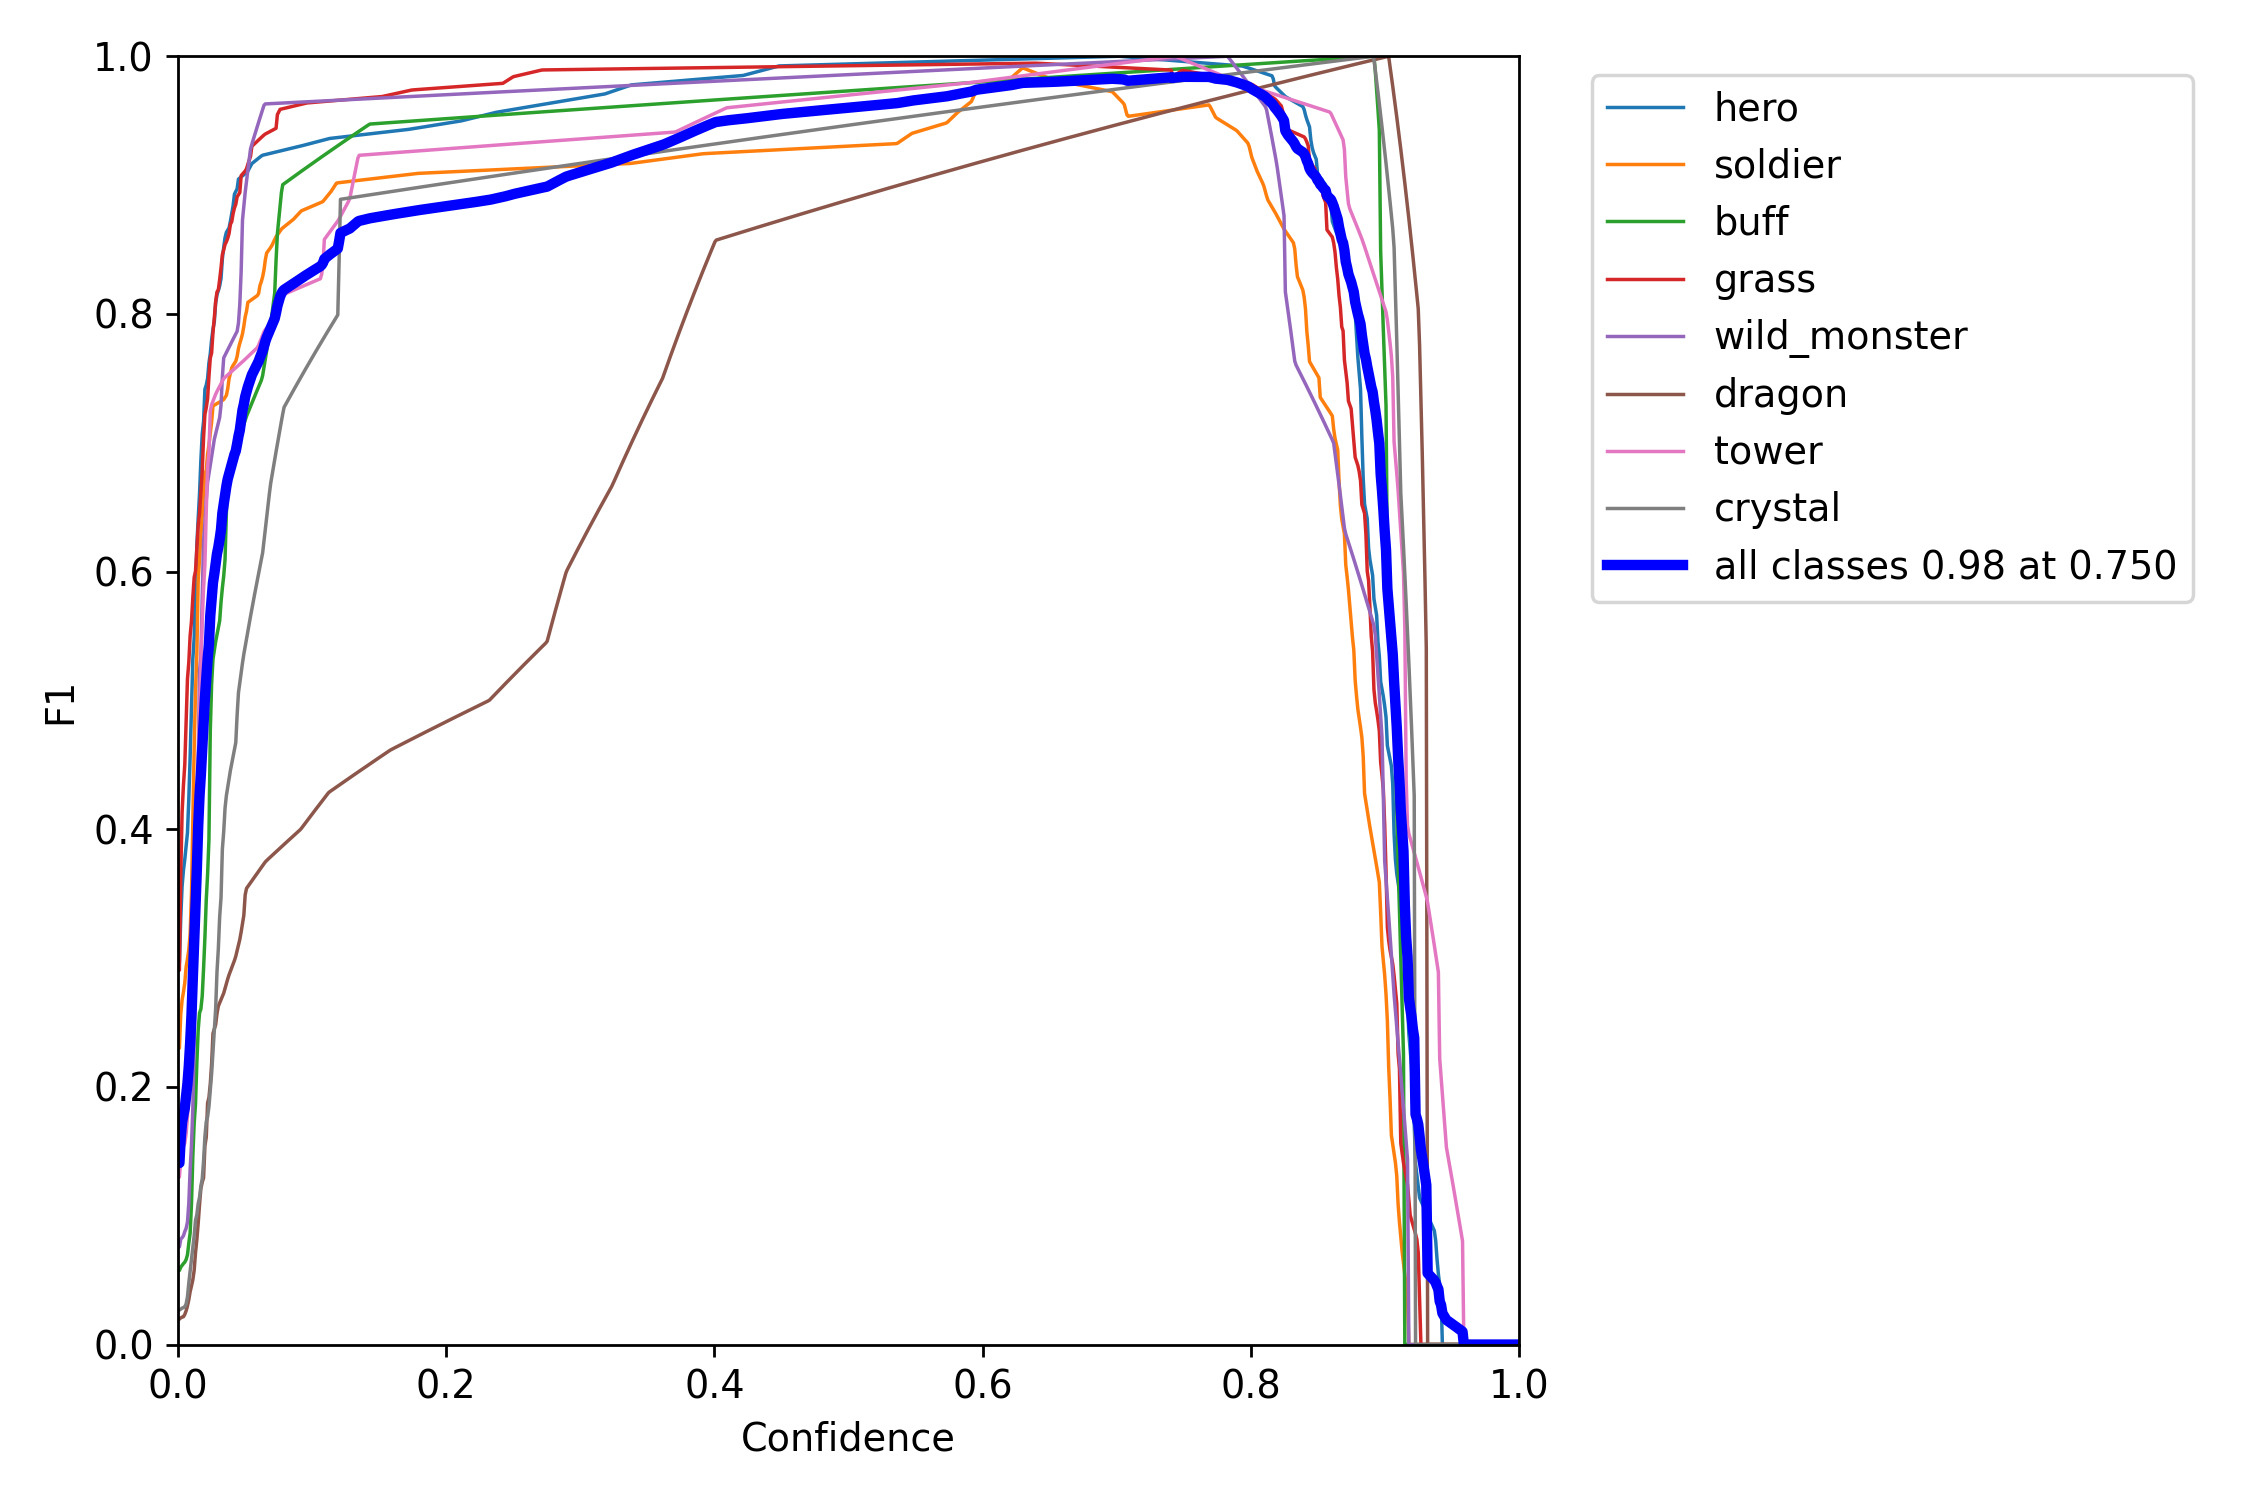 1.0
0.8
0.6
0.4
0.2
0.0
F1
0.0 0.2 0.4 0.6 0.8 1.0
Confidence
hero
soldier
buff
grass
wild_monster
dragon
tower
crystal
all classes 0.98 at 0.750